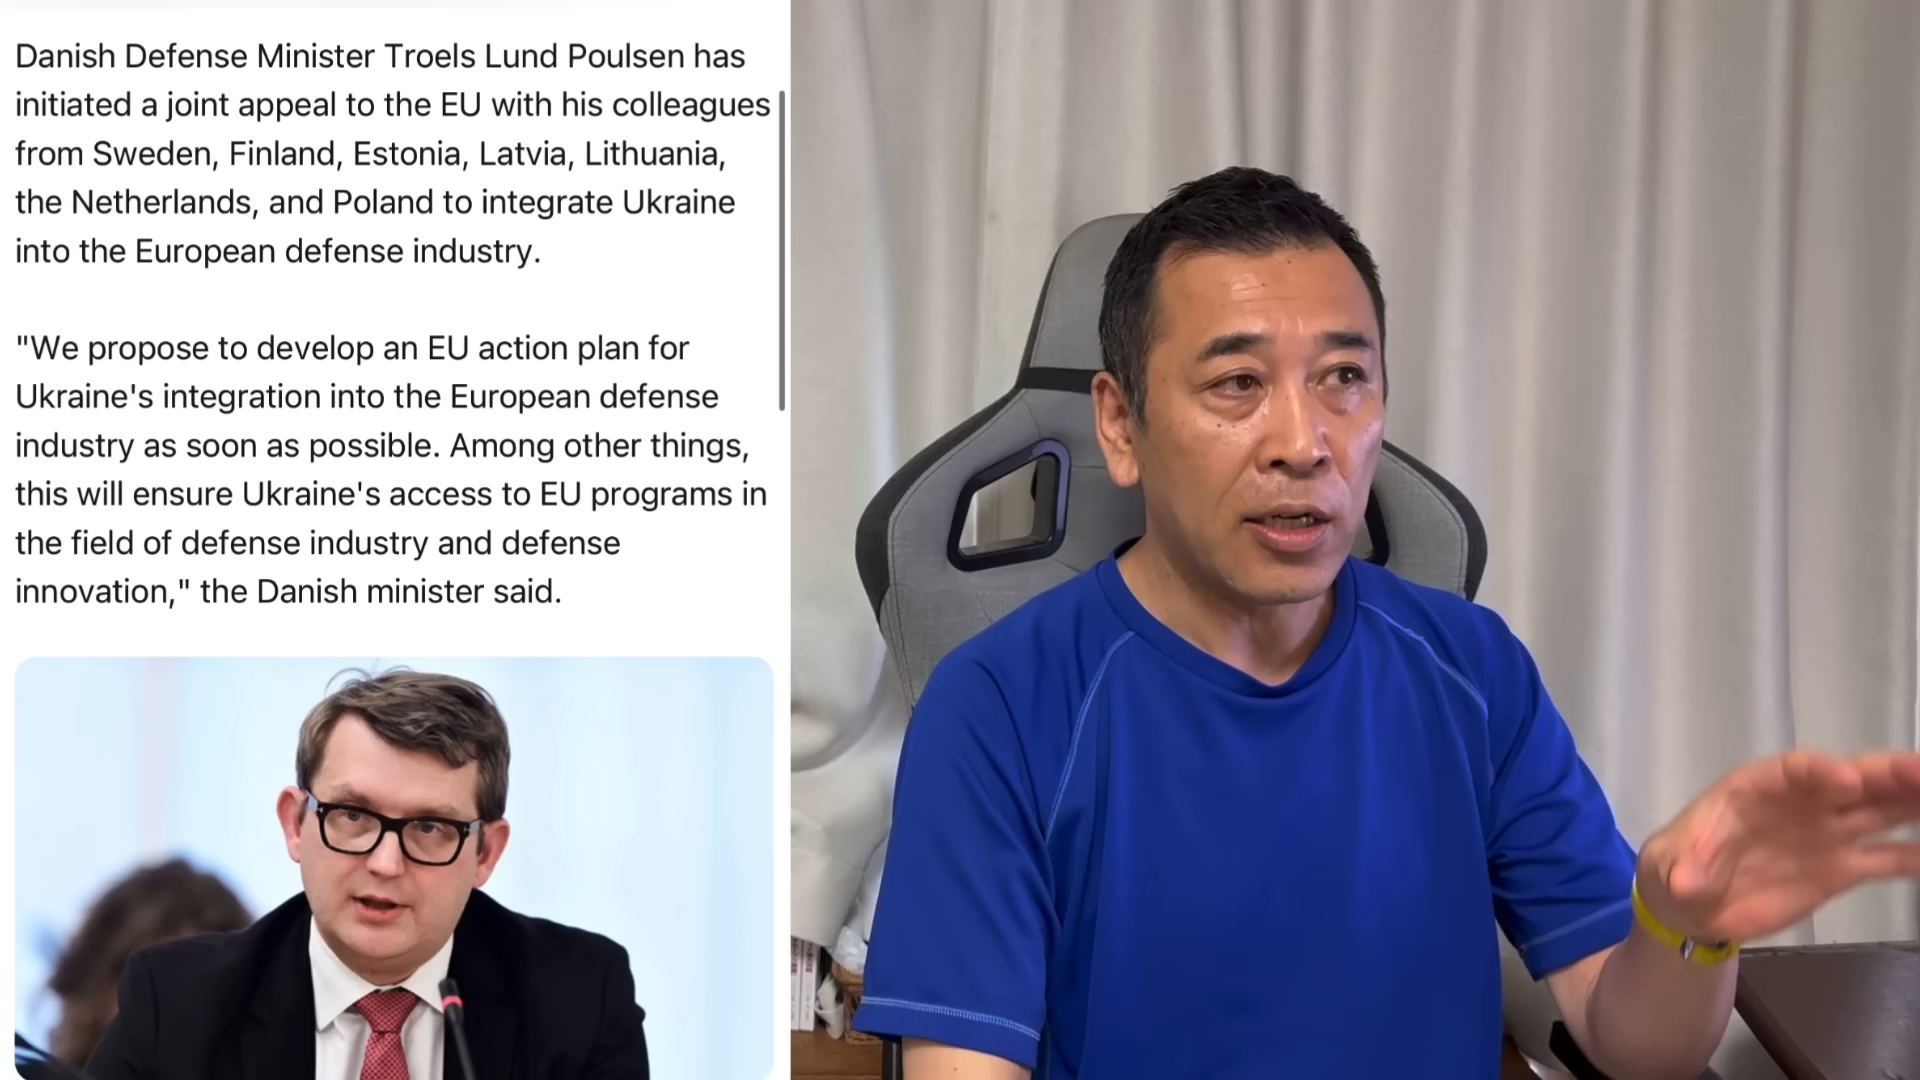 Danish Defense Minister Troels Lund Poulsen has
initiated a joint appeal to the EU with his colleagues
from Sweden, Finland, Estonia, Latvia, Lithuania,
the Netherlands, and Poland to integrate Ukraine
into the European defense industry.
"We propose to develop an EU action plan for
Ukraine's integration into the European defense
industry as soon as possible. Among other things,
this will ensure Ukraine's access to EU programs in
the field of defense industry and defense
innovation," the Danish minister said.